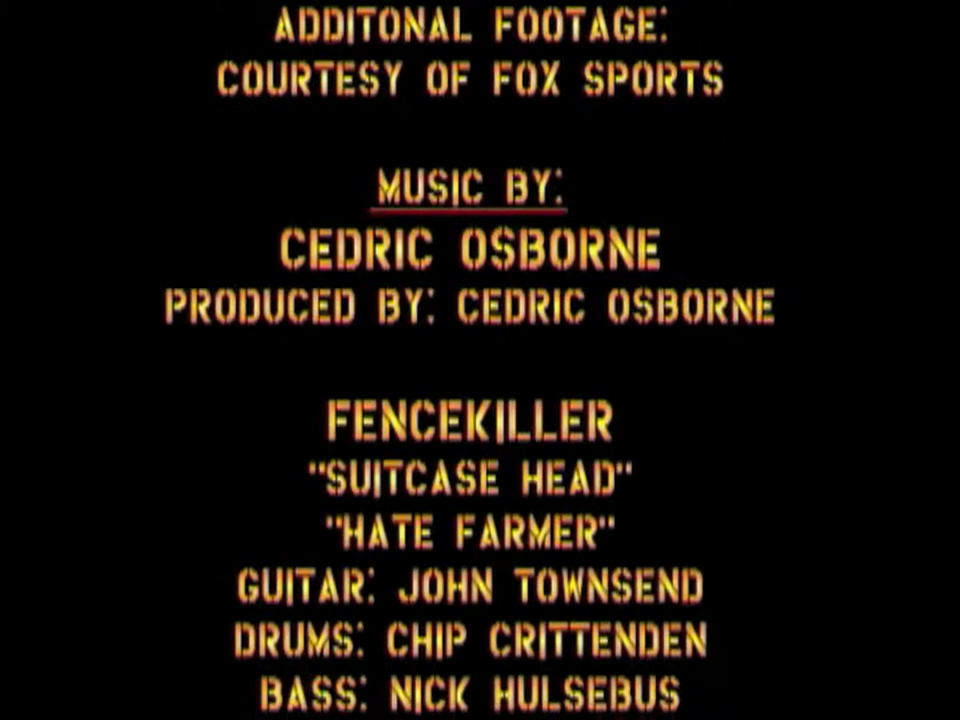 ADDITONAL FOOTAGE:
COURTESY OF FOX SPORTS
MUSIC BY:
CEDRIC OSBORNE
PRODUCED BY: CEDRIC OSBORNE
FENCEKILLER
"SUITCASE HEAD"
"HATE FARMER"
GUITAR: JOHN TOWNSEND
DRUMS: CHIP CRITTENDEN
BASS: NICK HULSEBUS